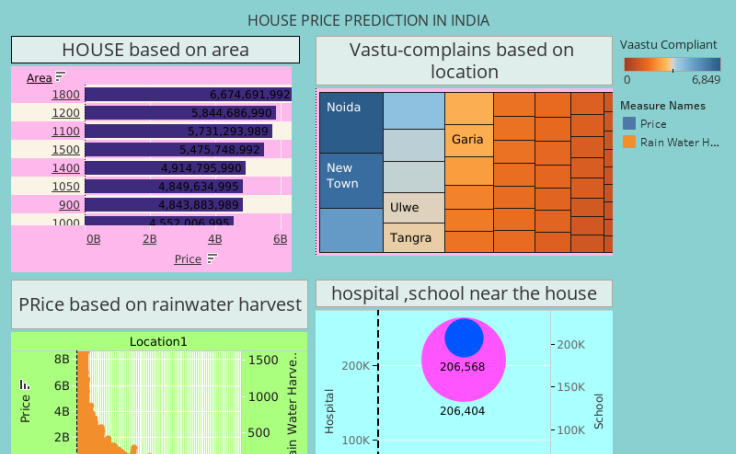 HOUSE PRICE PREDICTION IN INDIA
HOUSE based on area
Area
1800 6,674,691,992
1200 5,844,686,990
1100 5,731,293,989
1500 5,475,748,992
1400 4,914,795,990
1050 4,849,634,995
900 4,843,883,989
1000 4,552,006,995
0B 2B 4B 6B
Price
Vastu-complains based on
location
Noida
New
Town
Garia
Ulwe
Tangra
Vaastu Compliant
0 6,849
Measure Names
Price
Rain Water H...
PRice based on rainwater harvest
Location1
8B
6B
4B
2B
Price
1500
1000
500
ain Water Harve..
hospital ,school near the house
200K
100K
Hospital
206,568
206,404
200K
150K
100K
School